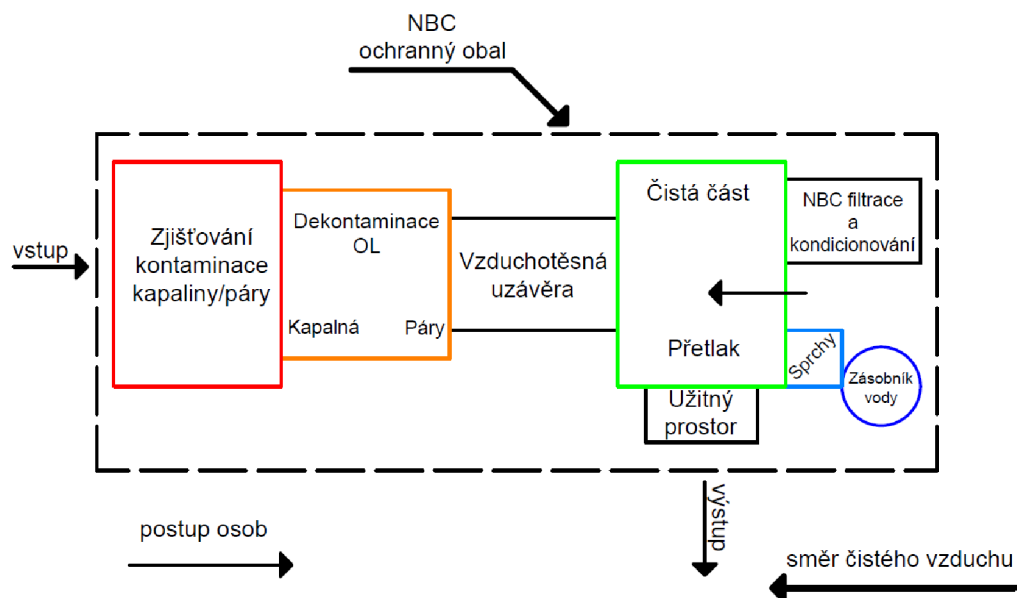 NBC
ochranný obal
vstup
Zjišťování
kontaminace
kapaliny/páry
Dekontaminace
OL
Kapalná
Páry
Vzduchotěsná
uzávěra
Čistá část
Přetlak
NBC filtrace
a
kondicionování
Sprchy
Zásobník
vody
Užitný
prostor
výstup
postup osob
směr čistého vzduchu